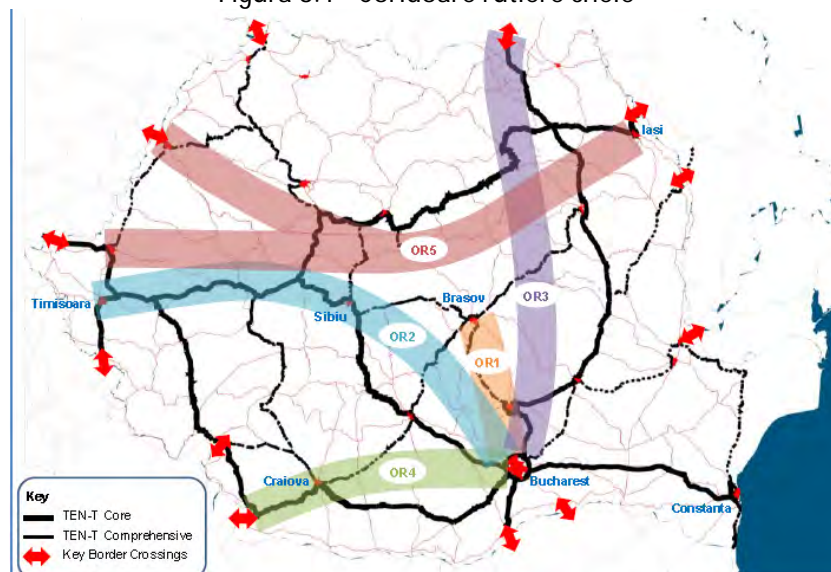 Iasi
OR5
Brasov
OR3
Timisoara
Sibiu
OR2
OR1
OR4
Craiova
Bucharest
Constanta
Key
TEN-T Core
TEN-T Comprehensive
Key Border Crossings